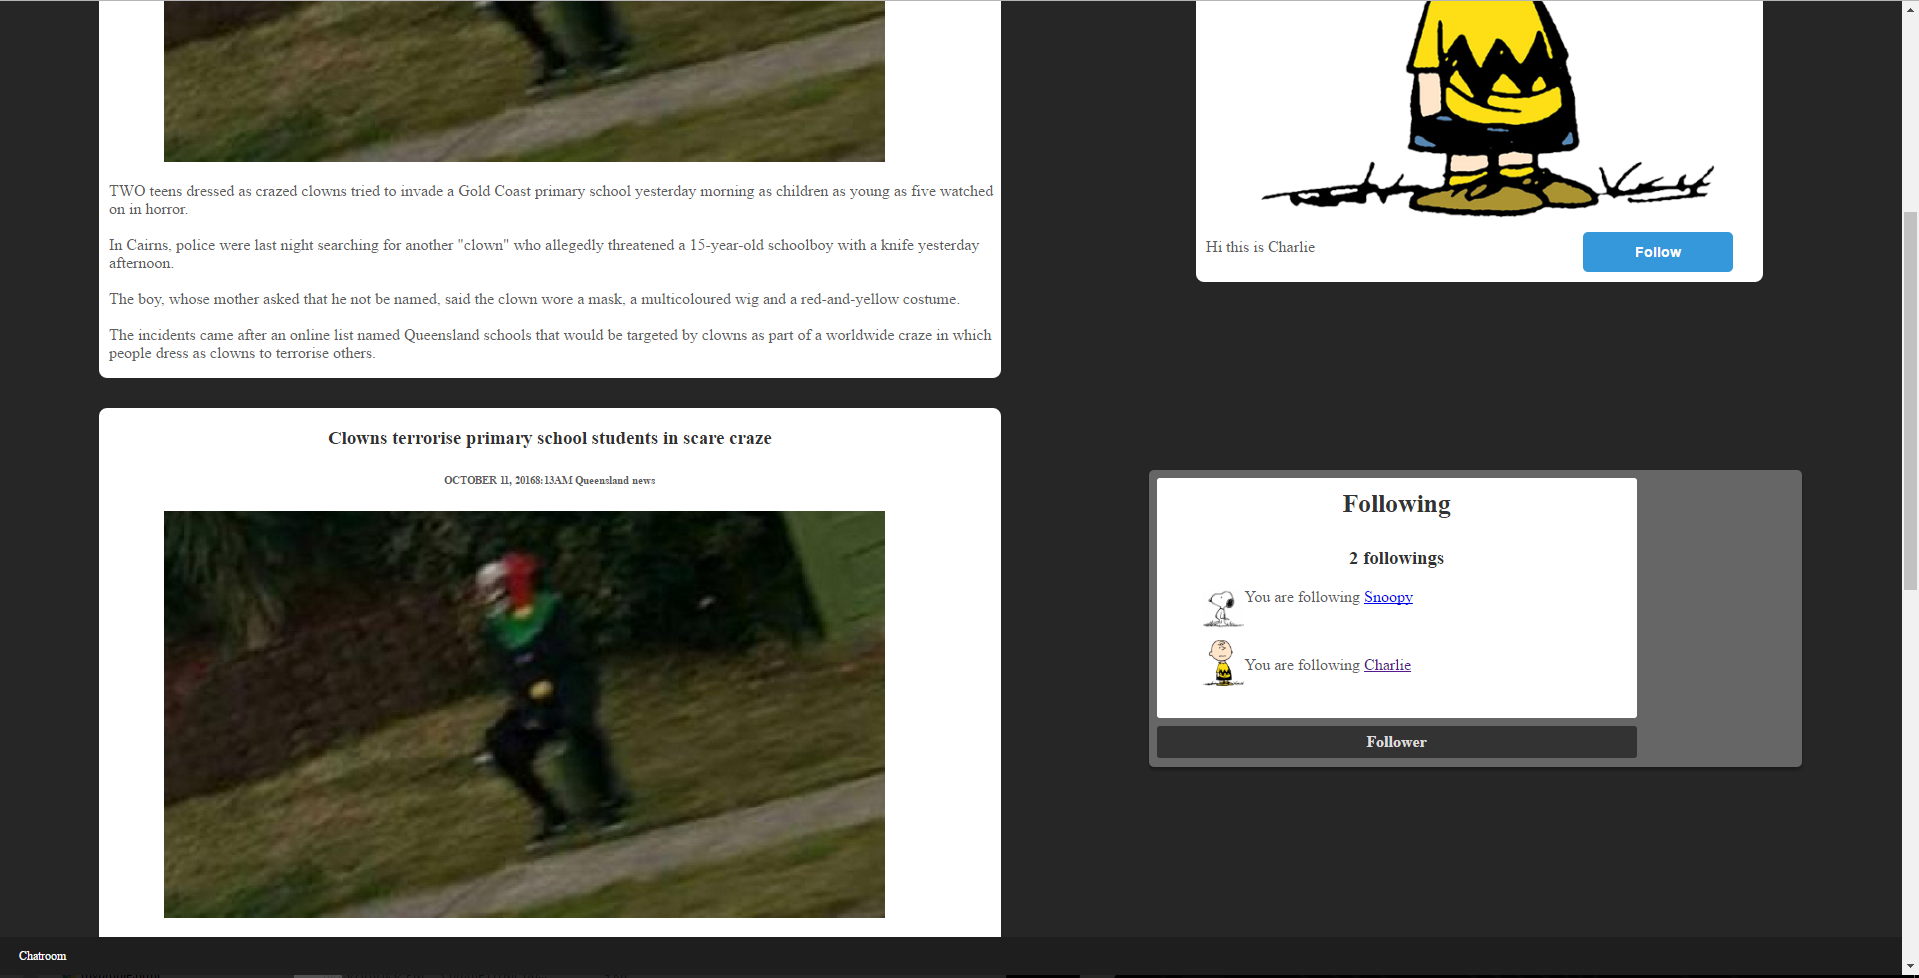 TWO teens dressed as crazed clowns tried to invade a Gold Coast primary school yesterday morning as children as young as five watched
on in horror.
In Cairns, police were last night searching for another "clown" who allegedly threatened a 15-year-old schoolboy with a knife yesterday
afternoon.
The boy, whose mother asked that he not be named, said the clown wore a mask, a multicoloured wig and a red-and-yellow costume.
The incidents came after an online list named Queensland schools that would be targeted by clowns as part of a worldwide craze in which
people dress as clowns to terrorise others.
Clowns terrorise primary school students in scare craze
OCTOBER 11, 20168:13AM Queensland news
Hi this is Charlie
Follow
Following
2 followings
You are following Snoopy
You are following Charlie
Follower
Chatroom